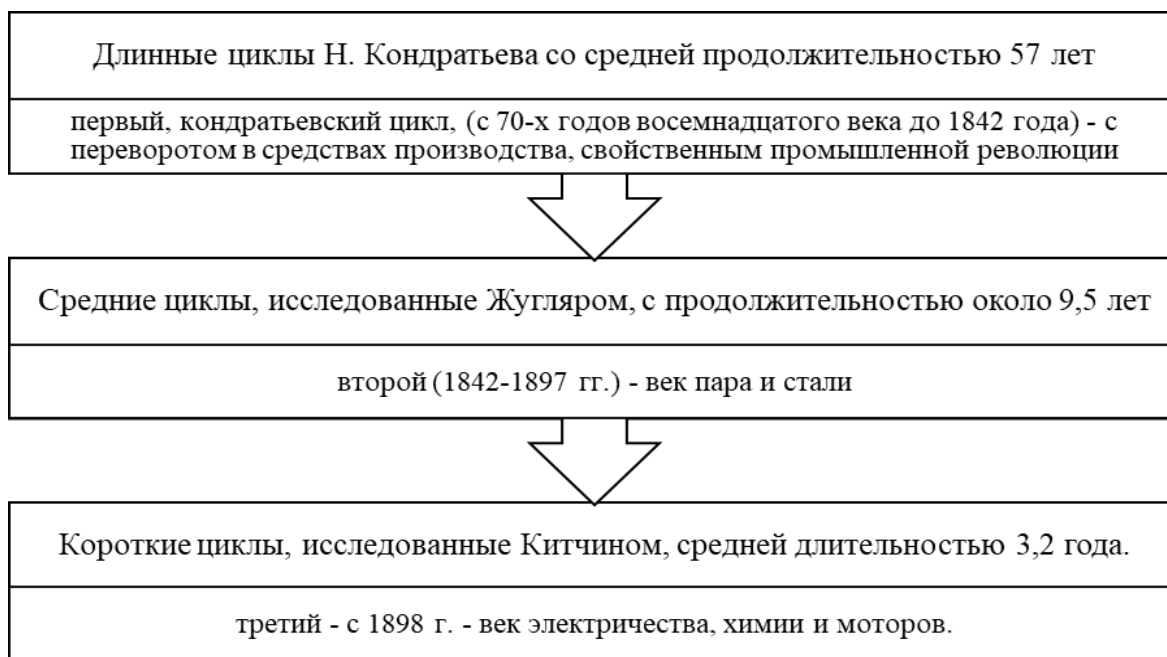 Длинные циклы Н. Кондратьева со средней продолжительностью 57 лет
первый, кондратьевский цикл, (с 70-х годов восемнадцатого века до 1842 года) - с
переворотом в средствах производства, свойственным промышленной революции
Средние циклы, исследованные Жугляром, с продолжительностью около 9,5 лет
второй (1842-1897 гг.) - век пара и стали
Короткие циклы, исследованные Китчином, средней длительностью 3,2 года.
третий - с 1898 г. - век электричества, химии и моторов.